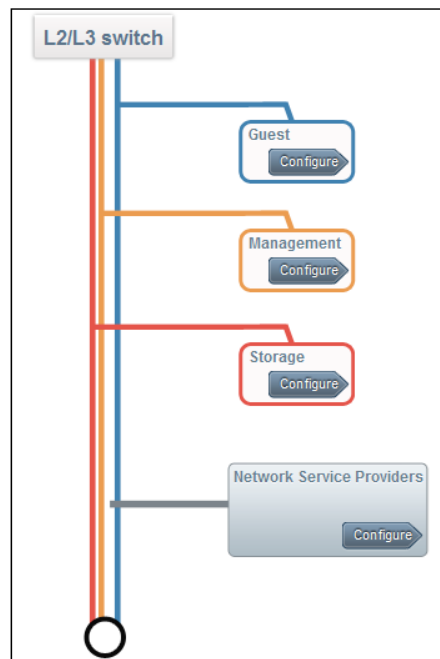 L2/L3 switch
Guest
Configure
Management
Configure
Storage
Configure
Network Service Providers
Configure